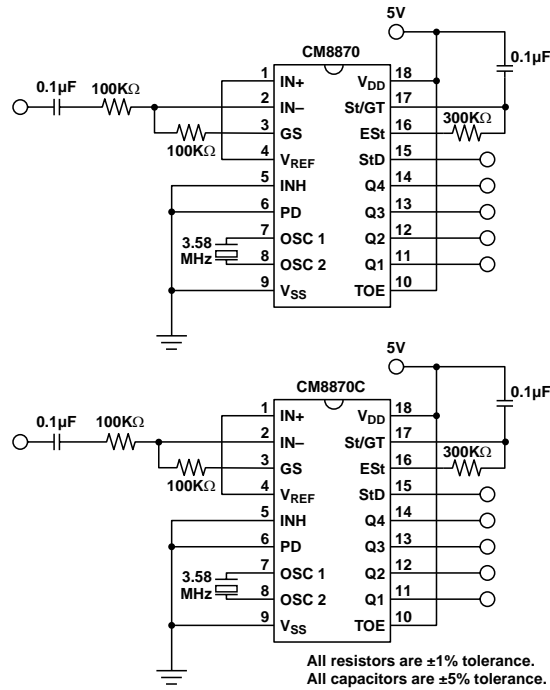 5V
CM8870
0.1µF
100KΩ
0.1µF
1 IN+ VDD 18
2 IN– St/GT 17
3 GS ESt 16
300KΩ
100KΩ
4 VREF StD 15
5 INH Q4 14
6 PD Q3 13
3.58
MHz
7 OSC 1 Q2 12
8 OSC 2 Q1 11
9 VSS TOE 10
5V
CM8870C
0.1µF
100KΩ
0.1µF
1 IN+ VDD 18
2 IN– St/GT 17
3 GS ESt 16
300KΩ
100KΩ
4 VREF StD 15
5 INH Q4 14
6 PD Q3 13
3.58
MHz
7 OSC 1 Q2 12
8 OSC 2 Q1 11
9 VSS TOE 10
All resistors are ±1% tolerance.
All capacitors are ±5% tolerance.